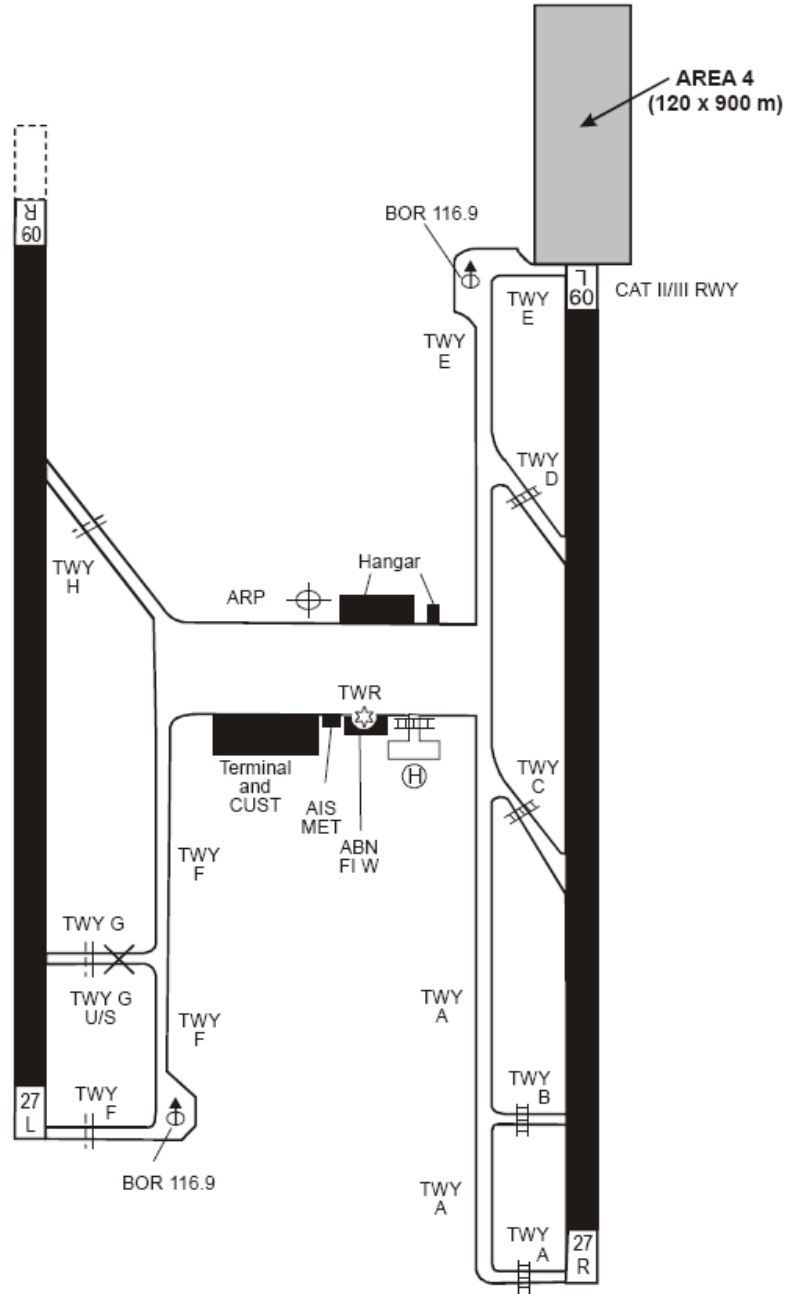 AREA 4
(120 x 900 m)
09
R
BOR 116.9
09
L
CAT II/III RWY
TWY
E
TWY
E
TWY
D
TWY
H
Hangar
ARP
TWR
Terminal
and
CUST
AIS
MET
ABN
FI W
H
TWY
C
TWY
F
TWY G
TWY G
U/S
TWY
F
TWY
A
TWY
B
27
L
TWY
F
BOR 116.9
TWY
A
TWY
A
27
R